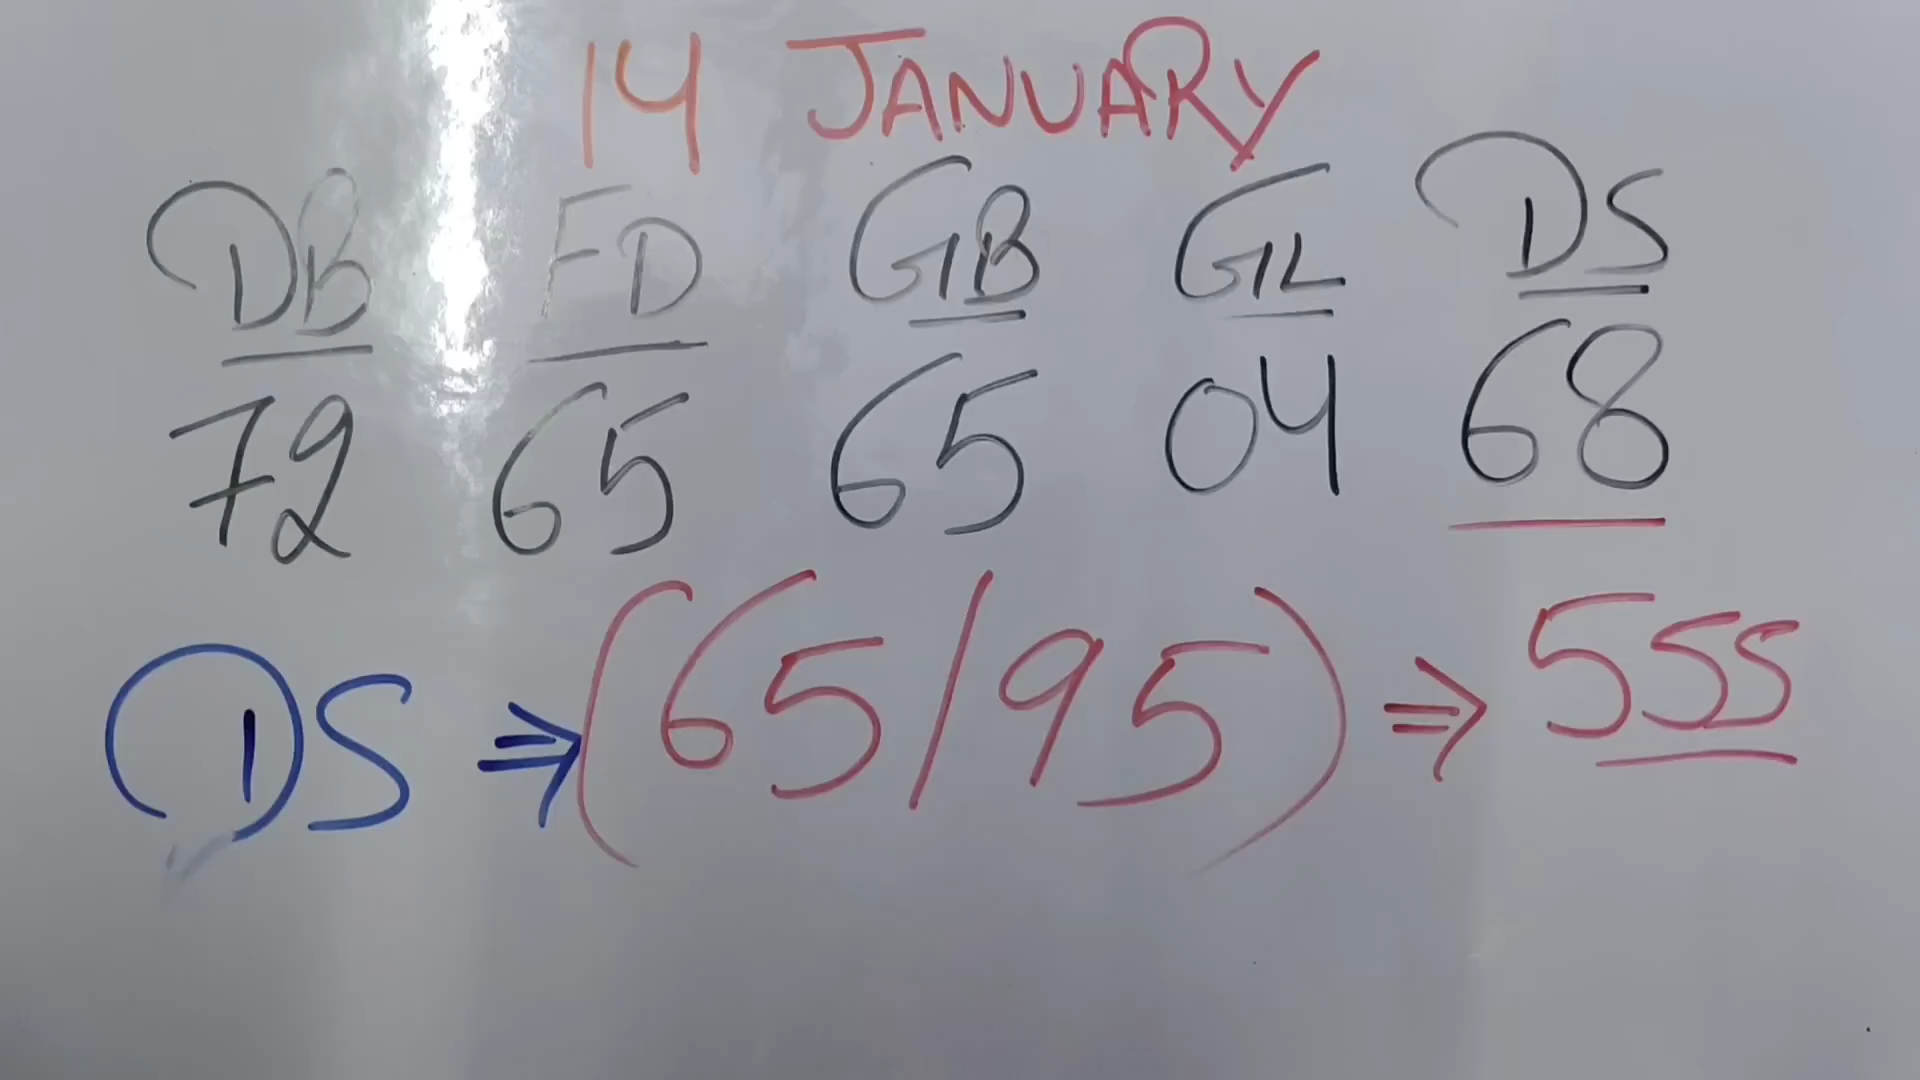 14 JANUARY
DB FD GB GL DS
72 65 65 04 68
DS ⇒ (65/95) ⇒ 555